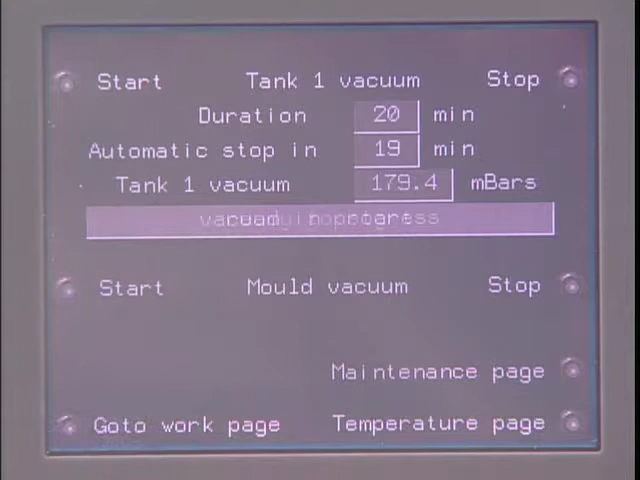 Start Tank 1 vacuum Stop
Duration 20 min
Automatic stop in 19 min
Tank 1 vacuum 179.4 mBars
Start Mould vacuum Stop
Maintenance page
Goto work page Temperature page